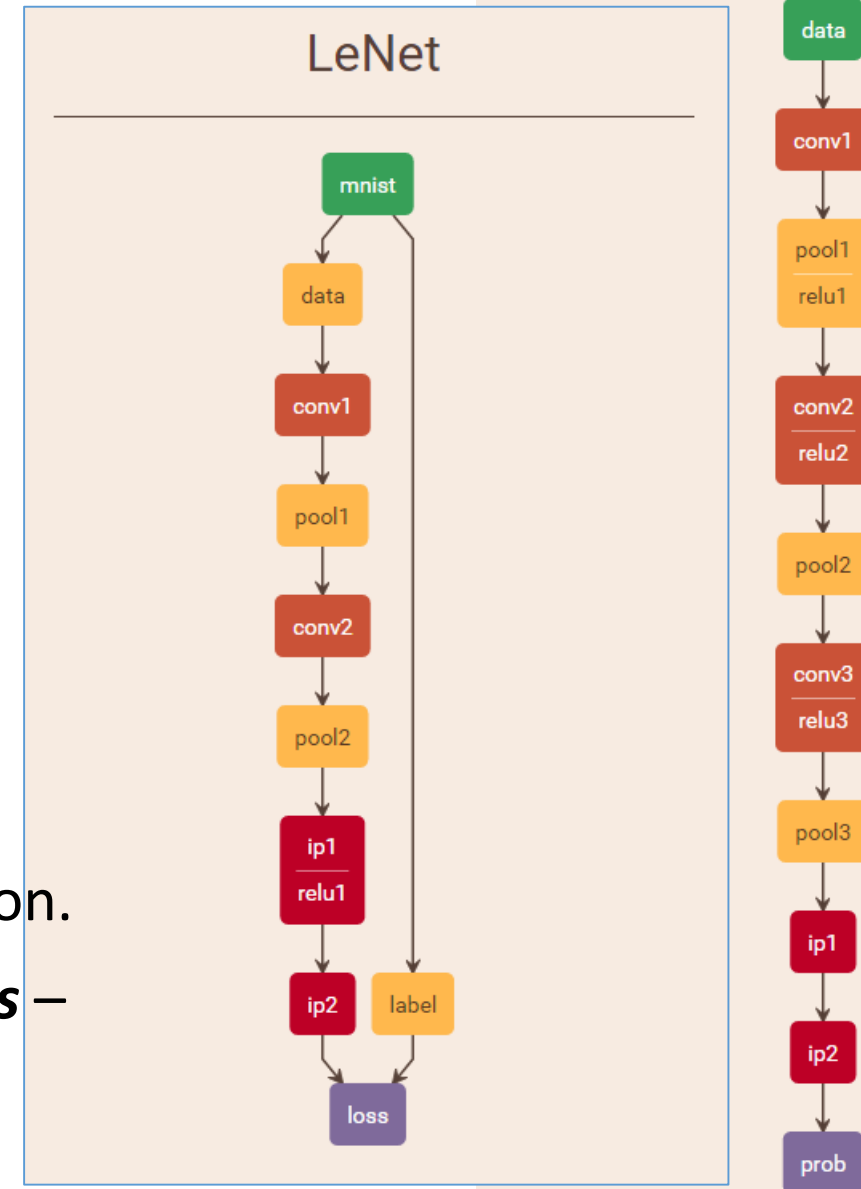 LeNet
mnist
data
conv1
pool1
conv2
pool2
ip1
relu1
ip2
label
loss
on.
s –
data
conv1
pool1
relu1
conv2
relu2
pool2
conv3
relu3
pool3
ip1
ip2
prob